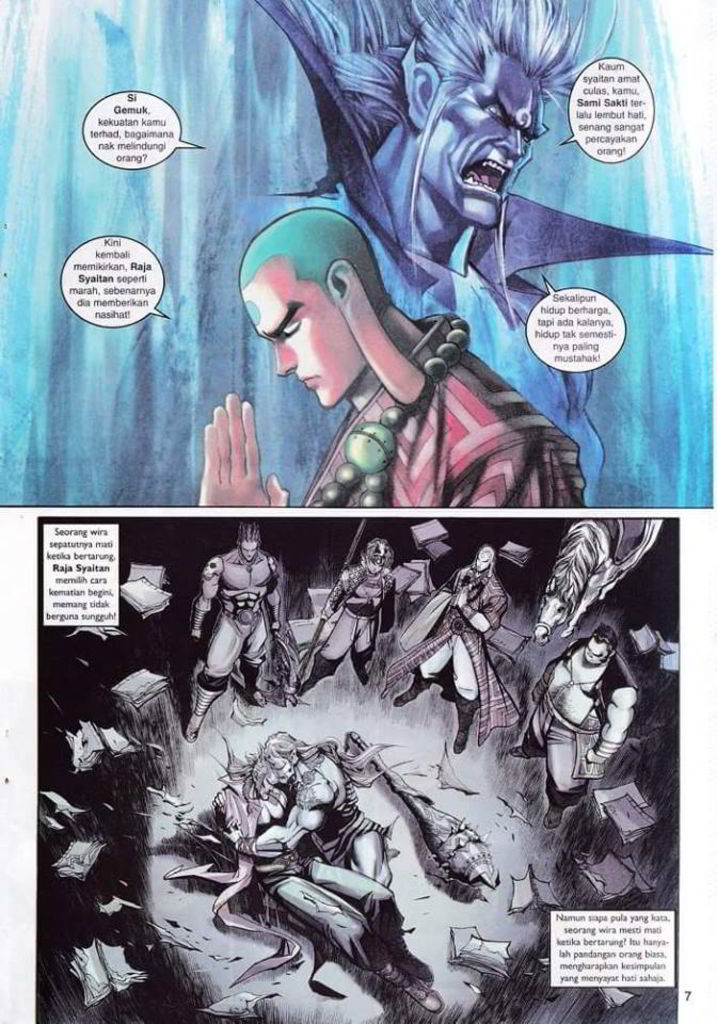 Si
Gemuk,
kekuatan kamu
terhad, bagaimana
nak melindungi
orang?
Kaum
syaitan amat
culas, kamu,
Sami Sakti ter-
lalu lembut hati,
senang sangat
percayakan
orang!
Kini
kembali
memikirkan, Raja
Syaitan seperti
marah, sebenarnya
dia memberikan
nasihat!
Sekalipun
hidup berharga,
tapi ada kalanya,
hidup tak semesti-
nya paling
mustahak!
Seorang wira
sepatutnya mati
ketika bertarung,
Raja Syaitan
memilih cara
kematian begini,
memang tidak
berguna sungguh!
Namun siapa pula yang kata,
seorang wira mesti mati
ketika bertarung? Itu hanya-
lah pandangan orang biasa,
mengharapkan kesimpulan
yang menyayat hati sahaja.
7